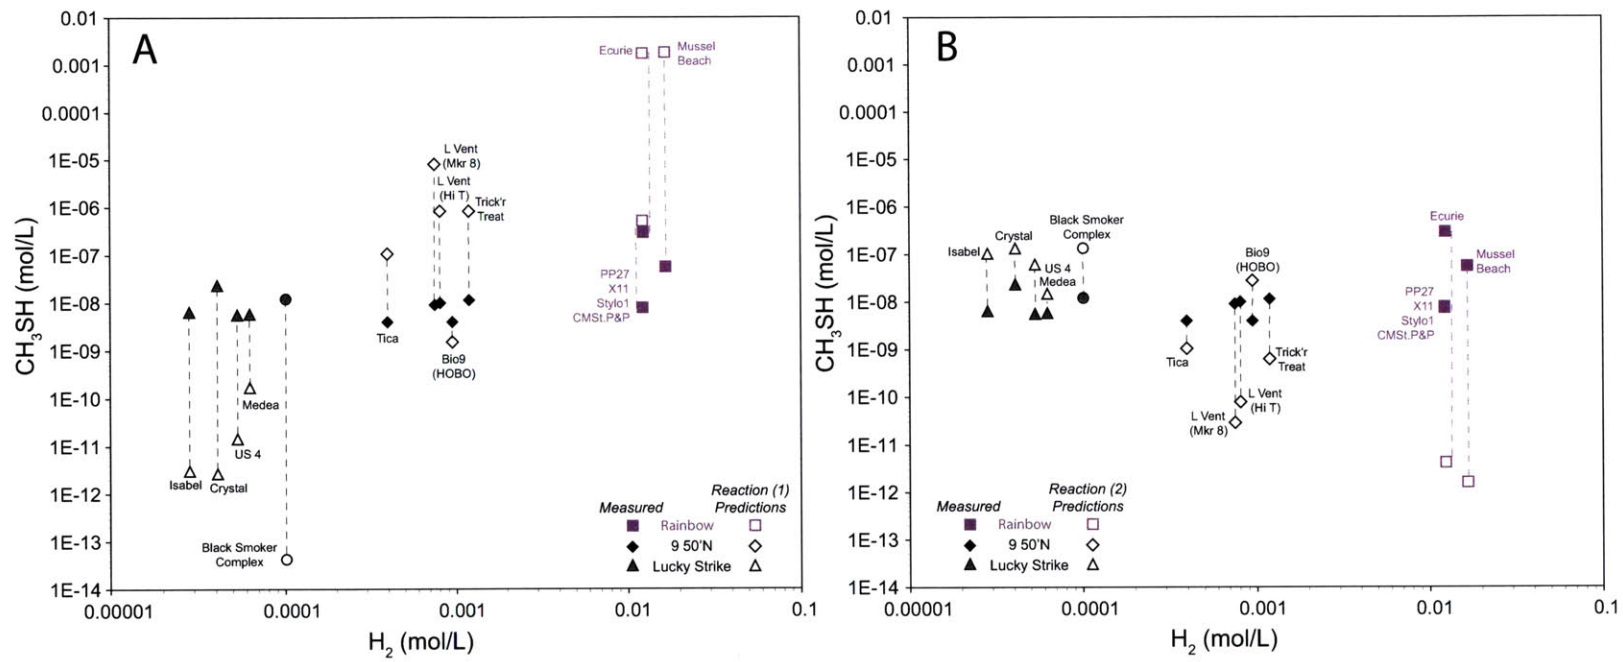 A
0.01
0.001
0.0001
1E-05
1E-06
1E-07
1E-08
1E-09
1E-10
1E-11
1E-12
1E-13
1E-14
CH3SH (mol/L)
0.00001
0.0001
0.001
0.01
0.1
H2 (mol/L)
Ecurie
Mussel
Beach
L Vent
(Mkr 8)
L Vent
(Hi T)
Trick'r
Treat
PP27
X11
Stylo1
CMSt.P&P
Tica
Bio9
(HOBO)
Medea
US 4
Isabel
Crystal
Black Smoker
Complex
Reaction (1)
Measured Predictions
Rainbow
9 50'N
Lucky Strike
B
0.01
0.001
0.0001
1E-05
1E-06
1E-07
1E-08
1E-09
1E-10
1E-11
1E-12
1E-13
1E-14
CH3SH (mol/L)
0.00001
0.0001
0.001
0.01
0.1
H2 (mol/L)
Isabel
Crystal
Black Smoker
Complex
US 4
Medea
Bio9
(HOBO)
Ecurie
Mussel
Beach
PP27
X11
Stylo1
CMSt.P&P
Tica
Trick'r
Treat
L Vent
(Hi T)
L Vent
(Mkr 8)
Reaction (2)
Measured Predictions
Rainbow
9 50'N
Lucky Strike